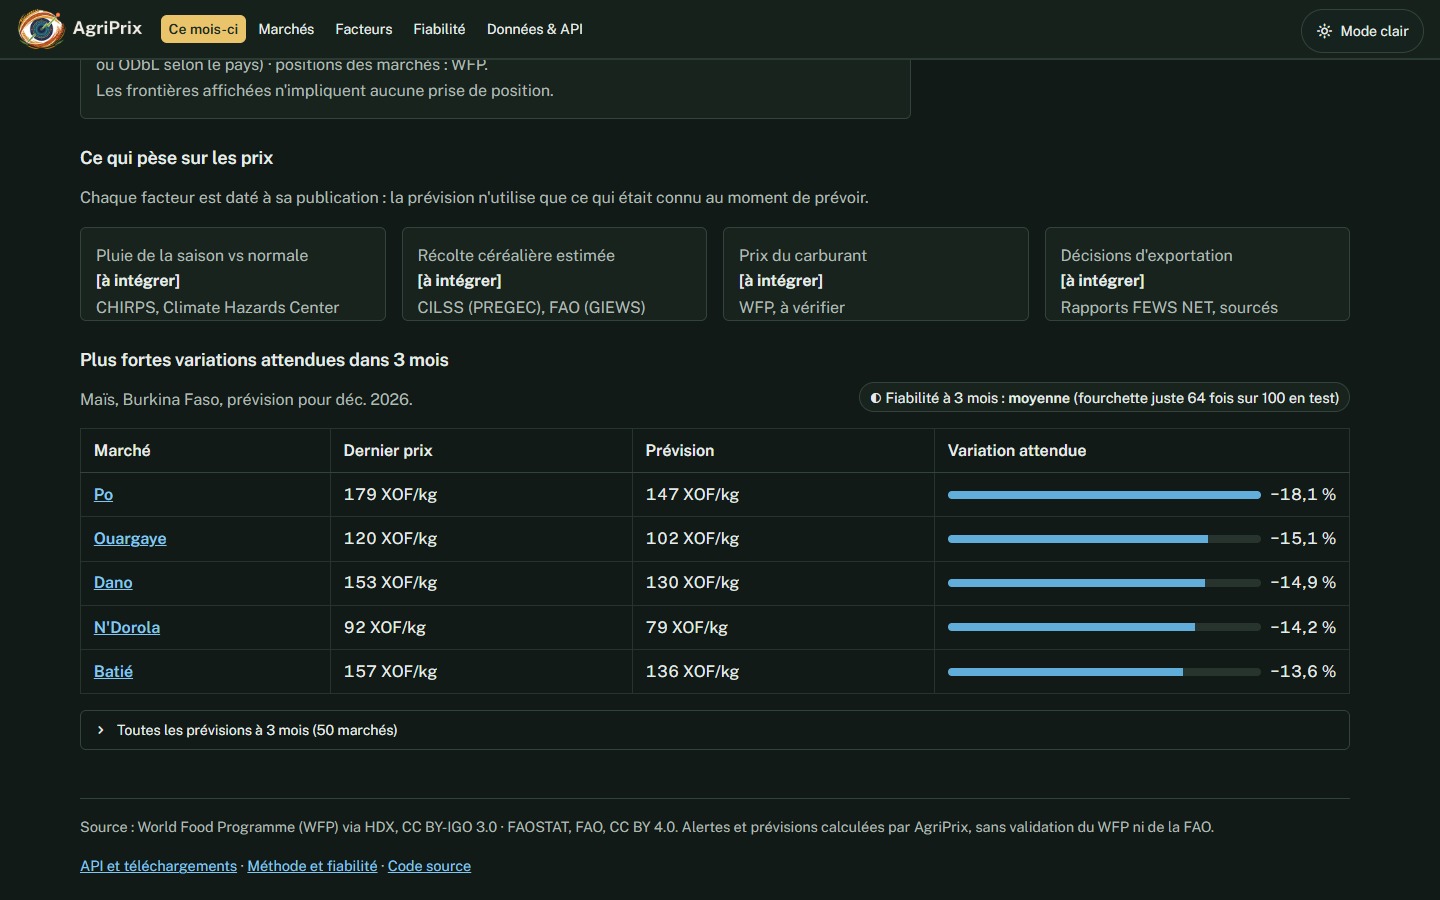 AgriPrix
Ce mois-ci
Marchés
Facteurs
Fiabilité
Données & API
Mode clair
ou ODbL selon le pays) · positions des marchés : WFP.
Les frontières affichées n'impliquent aucune prise de position.
Ce qui pèse sur les prix
Chaque facteur est daté à sa publication : la prévision n'utilise que ce qui était connu au moment de prévoir.
Pluie de la saison vs normale
[à intégrer]
CHIRPS, Climate Hazards Center
Récolte céréalière estimée
[à intégrer]
CILSS (PREGEC), FAO (GIEWS)
Prix du carburant
[à intégrer]
WFP, à vérifier
Décisions d'exportation
[à intégrer]
Rapports FEWS NET, sourcés
Plus fortes variations attendues dans 3 mois
Maïs, Burkina Faso, prévision pour déc. 2026.
Fiabilité à 3 mois : moyenne (fourchette juste 64 fois sur 100 en test)
Marché Dernier prix Prévision Variation attendue
Po 179 XOF/kg 147 XOF/kg −18,1 %
Ouargaye 120 XOF/kg 102 XOF/kg −15,1 %
Dano 153 XOF/kg 130 XOF/kg −14,9 %
N'Dorola 92 XOF/kg 79 XOF/kg −14,2 %
Batié 157 XOF/kg 136 XOF/kg −13,6 %
Toutes les prévisions à 3 mois (50 marchés)
Source : World Food Programme (WFP) via HDX, CC BY-IGO 3.0 · FAOSTAT, FAO, CC BY 4.0. Alertes et prévisions calculées par AgriPrix, sans validation du WFP ni de la FAO.
API et téléchargements · Méthode et fiabilité · Code source